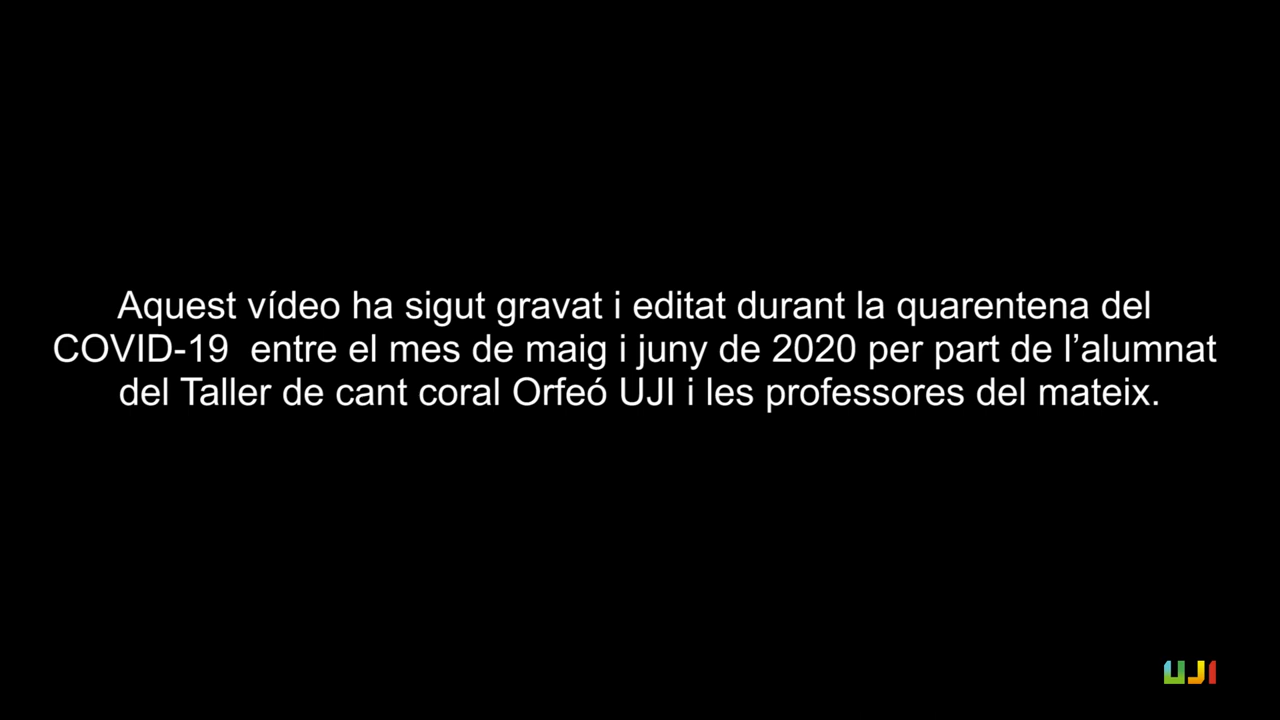 Aquest vídeo ha sigut gravat i editat durant la quarentena del
COVID-19  entre el mes de maig i juny de 2020 per part de l’alumnat
del Taller de cant coral Orfeó UJI i les professores del mateix.
UJI